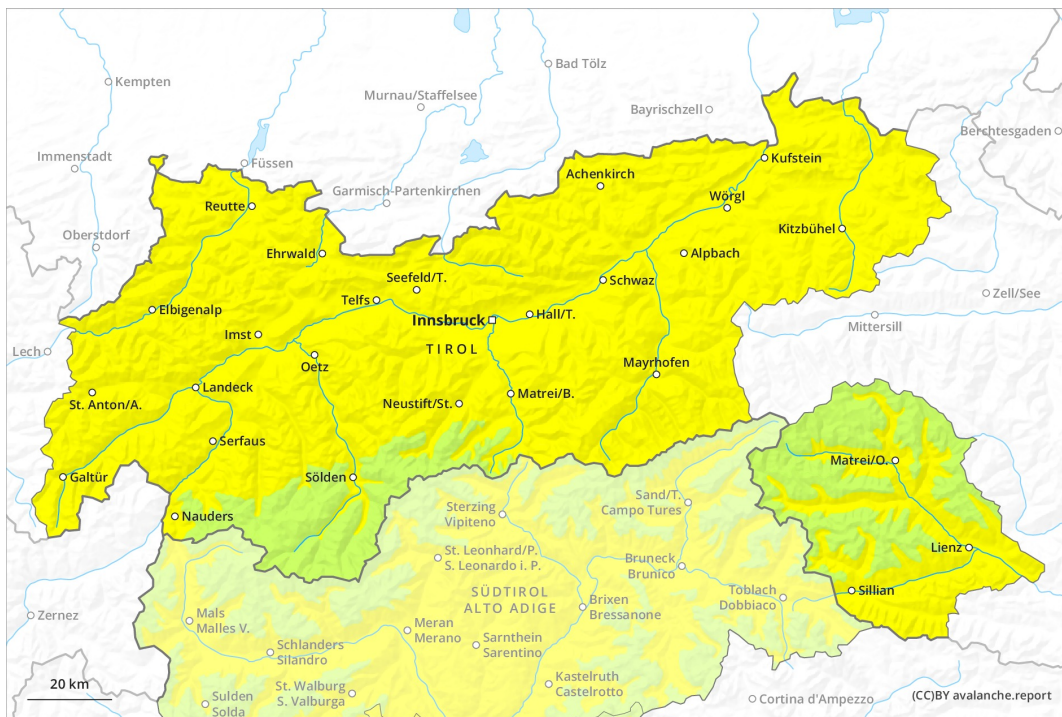 Kempten
Bad Tölz
Murnau/Staffelsee
Bayrischzell
Berchtesgaden
Immenstadt
Füssen
Kufstein
Garmisch-Partenkirchen
Achenkirch
Reutte
Wörgl
Oberstdorf
Kitzbühel
Ehrwald
Alpbach
Seefeld/T.
Schwaz
Zell/See
Telfs
Elbigenalp
Innsbruck
Hall/T.
Mittersill
Imst
Lech
TIROL
Oetz
Mayrhofen
Landeck
St. Anton/A.
Neustift/St.
Matrei/B.
Serfaus
Matrei/O.
Galtür
Sölden
Sterzing
Vipiteno
Sand/T.
Campo Tures
Nauders
Lienz
St. Leonhard/P.
S. Leonardo i. P.
Bruneck
Brunico
Sillian
SÜDTIROL
ALTO ADIGE
Toblach
Dobbiaco
Brixen
Bressanone
Zernez
Mals
Malles V.
Meran
Merano
Sarnthein
Sarentino
Schlanders
Silandro
20 km
St. Walburg
S. Valburga
Kastelruth
Castelrotto
Sulden
Solda
Cortina d'Ampezzo
(CC)BY avalanche.report